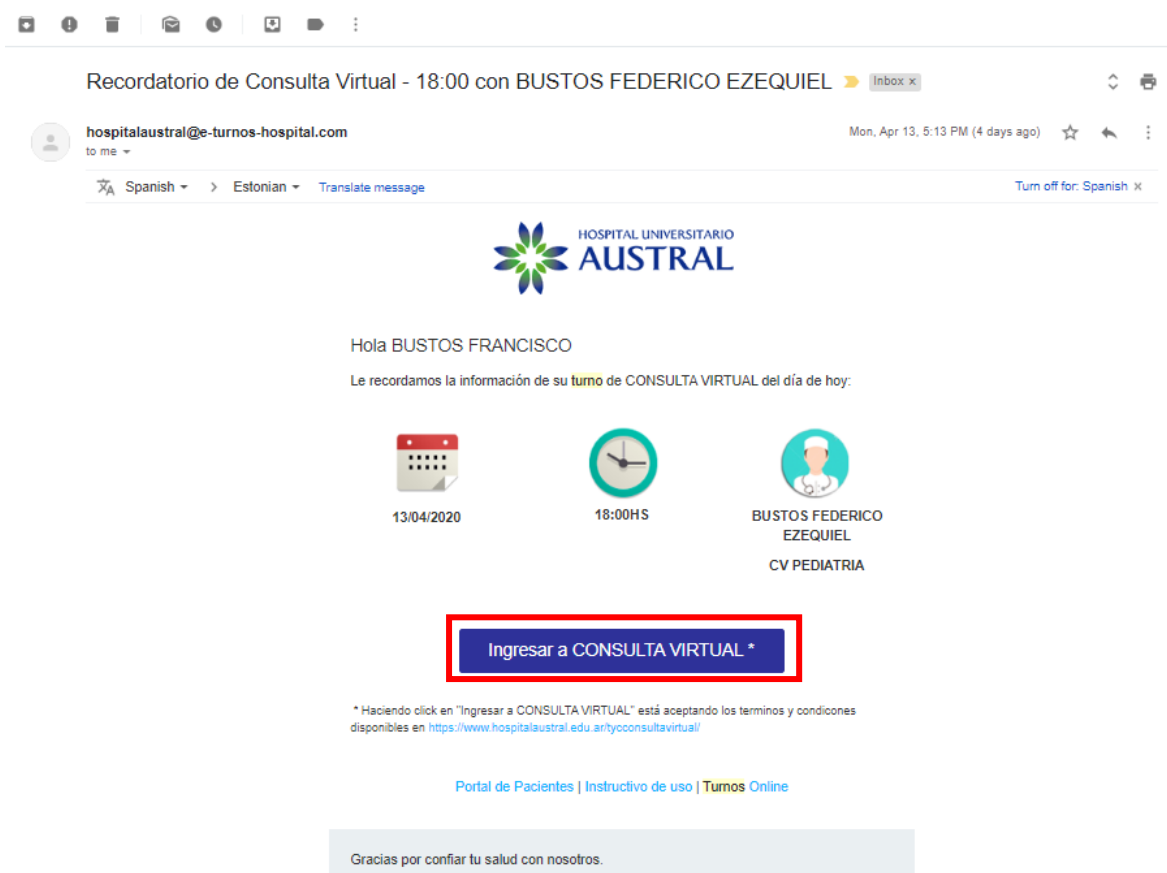 Recordatorio de Consulta Virtual - 18:00 con BUSTOS FEDERICO EZEQUIEL Inbox x
hospitalaustral@e-turnos-hospital.com Mon, Apr 13, 5:13 PM (4 days ago)
to me
Spanish > Estonian Translate message Turn off for: Spanish x
HOSPITAL UNIVERSITARIO
AUSTRAL
Hola BUSTOS FRANCISCO
Le recordamos la información de su turno de CONSULTA VIRTUAL del día de hoy:
13/04/2020 18:00HS BUSTOS FEDERICO
EZEQUIEL
CV PEDIATRIA
Ingresar a CONSULTA VIRTUAL *
* Haciendo click en "Ingresar a CONSULTA VIRTUAL" está aceptando los terminos y condicones
disponibles en https://www.hospitalaustral.edu.ar/tycconsultavirtual/
Portal de Pacientes | Instructivo de uso | Turnos Online
Gracias por confiar tu salud con nosotros.